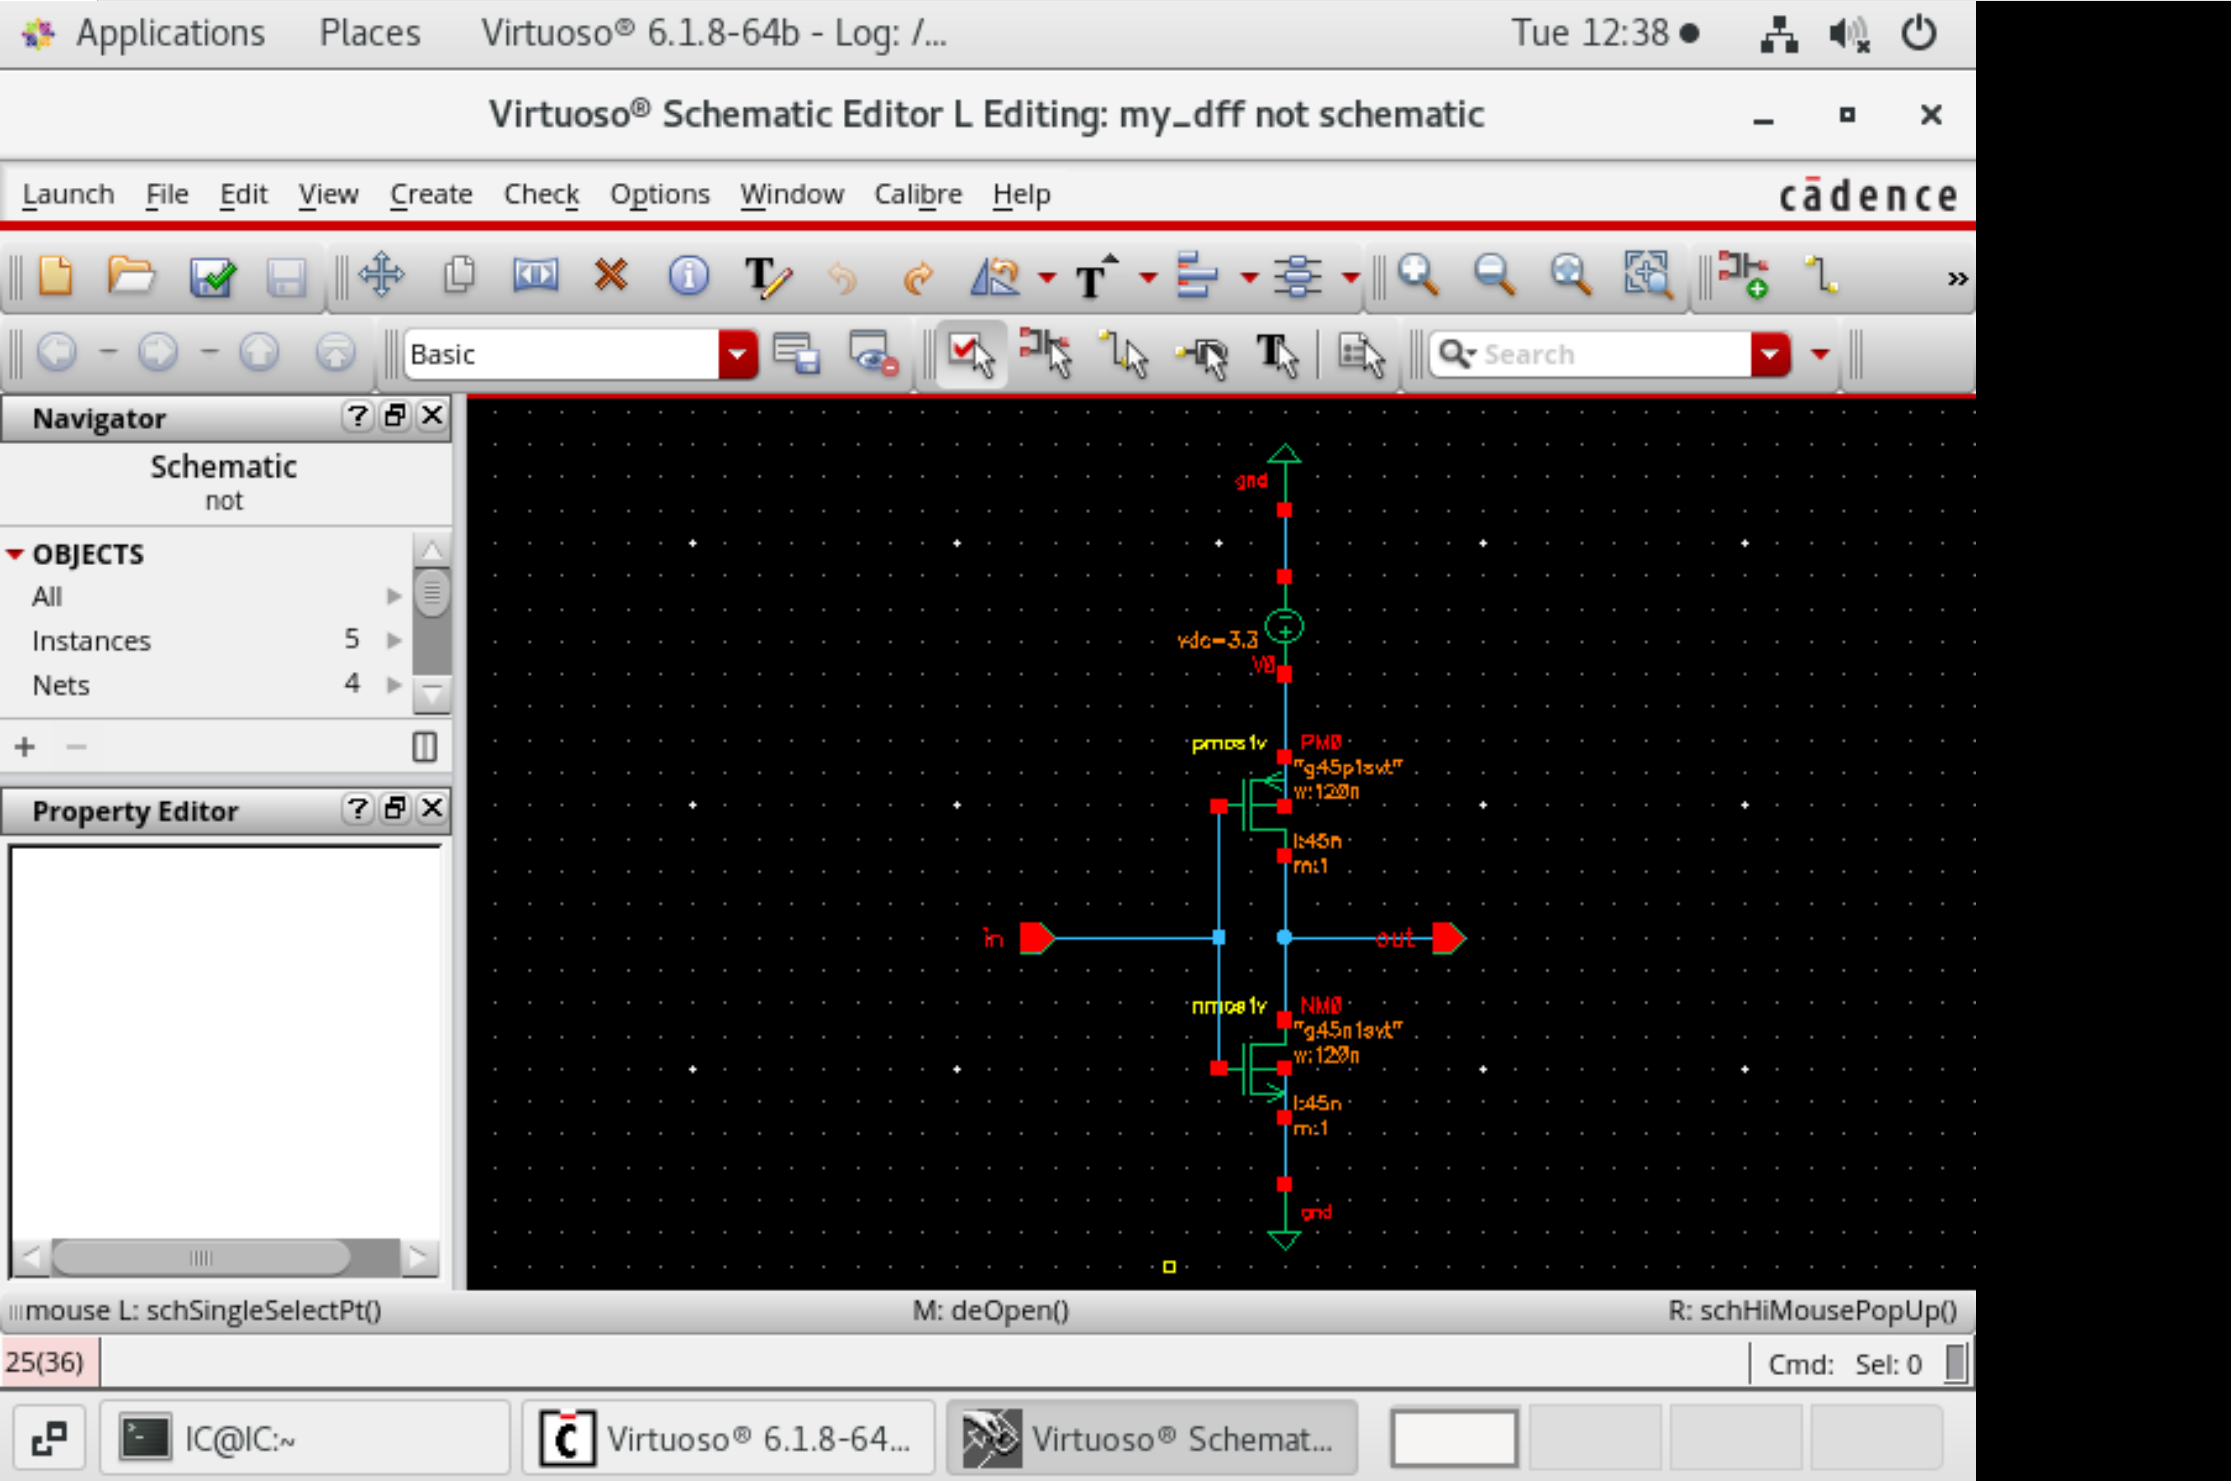 Applications Places Virtuoso® 6.1.8-64b - Log: /... Tue 12:38
Virtuoso® Schematic Editor L Editing: my_dff not schematic
Launch File Edit View Create Check Options Window Calibre Help cādence
Basic Search
Navigator
Schematic
not
OBJECTS
All
Instances 5
Nets 4
Property Editor
gnd
vdc=3.3
V0
pmos1v PM0
"g45p1svt"
w:120n
l:45n
m:1
in out
nmos1v NM0
"g45n1svt"
w:120n
l:45n
m:1
gnd
mouse L: schSingleSelectPt() M: deOpen() R: schHiMousePopUp()
25(36) Cmd: Sel: 0
IC@IC:~ Virtuoso® 6.1.8-64... Virtuoso® Schemat...